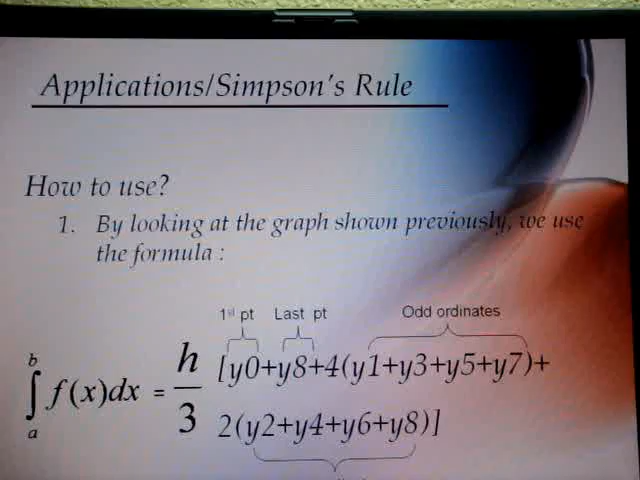 Applications/Simpson's Rule
How to use?
1. By looking at the graph shown previously, we use
the formula :
1st pt Last pt Odd ordinates
b
∫ f(x)dx = h/3 [y0+y8+4(y1+y3+y5+y7)+
a
2(y2+y4+y6+y8)]